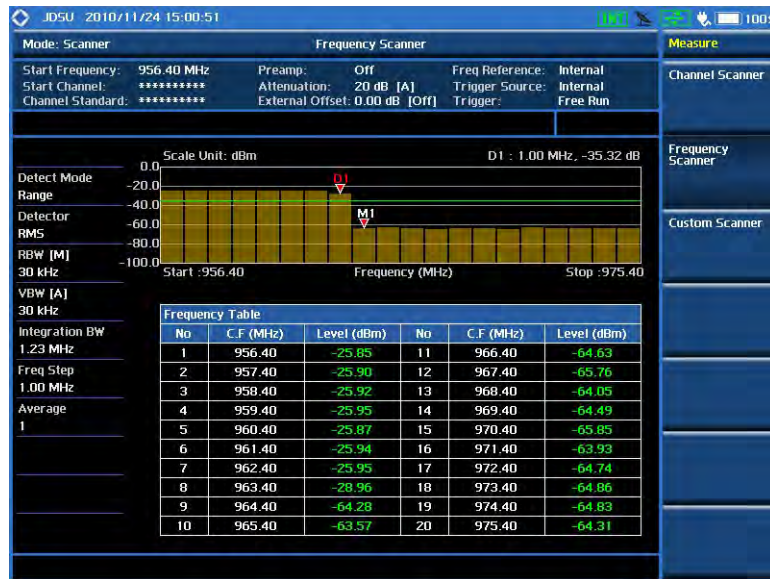 JDSU 2010/11/24 15:00:51
100
Mode: Scanner Frequency Scanner Measure
Start Frequency: 956.40 MHz Preamp: Off Freq Reference: Internal
Start Channel: ********** Attenuation: 20 dB [A] Trigger Source: Internal
Channel Standard: ********** External Offset: 0.00 dB [Off] Trigger: Free Run
Channel Scanner
Frequency
Scanner
Custom Scanner
Detect Mode
Range
Detector
RMS
RBW [M]
30 kHz
VBW [A]
30 kHz
Integration BW
1.23 MHz
Freq Step
1.00 MHz
Average
1
Scale Unit: dBm D1 : 1.00 MHz, -35.32 dB
0.0
-20.0
-40.0
-60.0
-80.0
-100.0
D1
M1
Start :956.40 Frequency (MHz) Stop :975.40
Frequency Table
No C.F (MHz) Level (dBm) No C.F (MHz) Level (dBm)
1 956.40 -25.85 11 966.40 -64.63
2 957.40 -25.90 12 967.40 -65.76
3 958.40 -25.92 13 968.40 -64.05
4 959.40 -25.95 14 969.40 -64.49
5 960.40 -25.87 15 970.40 -65.85
6 961.40 -25.94 16 971.40 -63.93
7 962.40 -25.95 17 972.40 -64.74
8 963.40 -28.96 18 973.40 -64.86
9 964.40 -64.28 19 974.40 -64.83
10 965.40 -63.57 20 975.40 -64.31